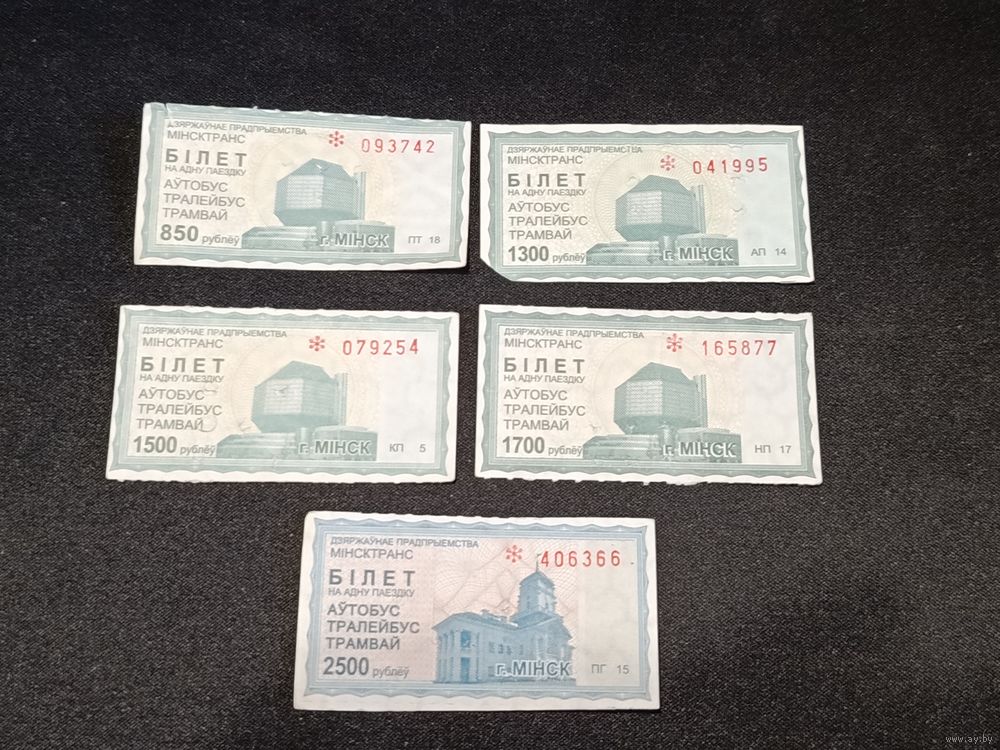 ДЗЯРЖАЎНАЕ ПРАДПРЫЕМСТВА
МІНСКТРАНС
* 093742
БІЛЕТ
НА АДНУ ПАЕЗДКУ
АЎТОБУС
ТРАЛЕЙБУС
ТРАМВАЙ
850 рублёў
г. МІНСК
ПТ 18
ДЗЯРЖАЎНАЕ ПРАДПРЫЕМСТВА
МІНСКТРАНС
* 041995
БІЛЕТ
НА АДНУ ПАЕЗДКУ
АЎТОБУС
ТРАЛЕЙБУС
ТРАМВАЙ
1300 рублёў
г. МІНСК
АП 14
ДЗЯРЖАЎНАЕ ПРАДПРЫЕМСТВА
МІНСКТРАНС
* 079254
БІЛЕТ
НА АДНУ ПАЕЗДКУ
АЎТОБУС
ТРАЛЕЙБУС
ТРАМВАЙ
1500 рублёў
г. МІНСК
КП 5
ДЗЯРЖАЎНАЕ ПРАДПРЫЕМСТВА
МІНСКТРАНС
* 165877
БІЛЕТ
НА АДНУ ПАЕЗДКУ
АЎТОБУС
ТРАЛЕЙБУС
ТРАМВАЙ
1700 рублёў
г. МІНСК
НП 17
ДЗЯРЖАЎНАЕ ПРАДПРЫЕМСТВА
МІНСКТРАНС
* 406366
БІЛЕТ
НА АДНУ ПАЕЗДКУ
АЎТОБУС
ТРАЛЕЙБУС
ТРАМВАЙ
2500 рублёў
г. МІНСК
ПГ 15
www.ay.by